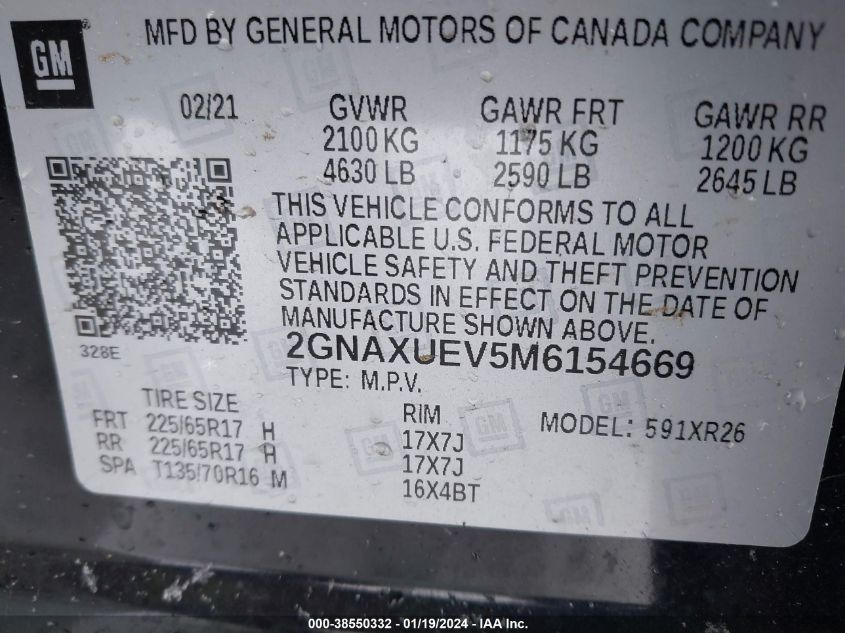 GM
MFD BY GENERAL MOTORS OF CANADA COMPANY
02/21 GVWR GAWR FRT GAWR RR
2100 KG 1175 KG 1200 KG
4630 LB 2590 LB 2645 LB
THIS VEHICLE CONFORMS TO ALL
APPLICABLE U.S. FEDERAL MOTOR
VEHICLE SAFETY AND THEFT PREVENTION
STANDARDS IN EFFECT ON THE DATE OF
MANUFACTURE SHOWN ABOVE.
328E
2GNAXUEV5M6154669
TYPE: M.P.V.
TIRE SIZE RIM MODEL: 591XR26
FRT 225/65R17 H 17X7J
RR 225/65R17 H 17X7J
SPA T135/70R16 M 16X4BT
000-38550332 - 01/19/2024 - IAA Inc.